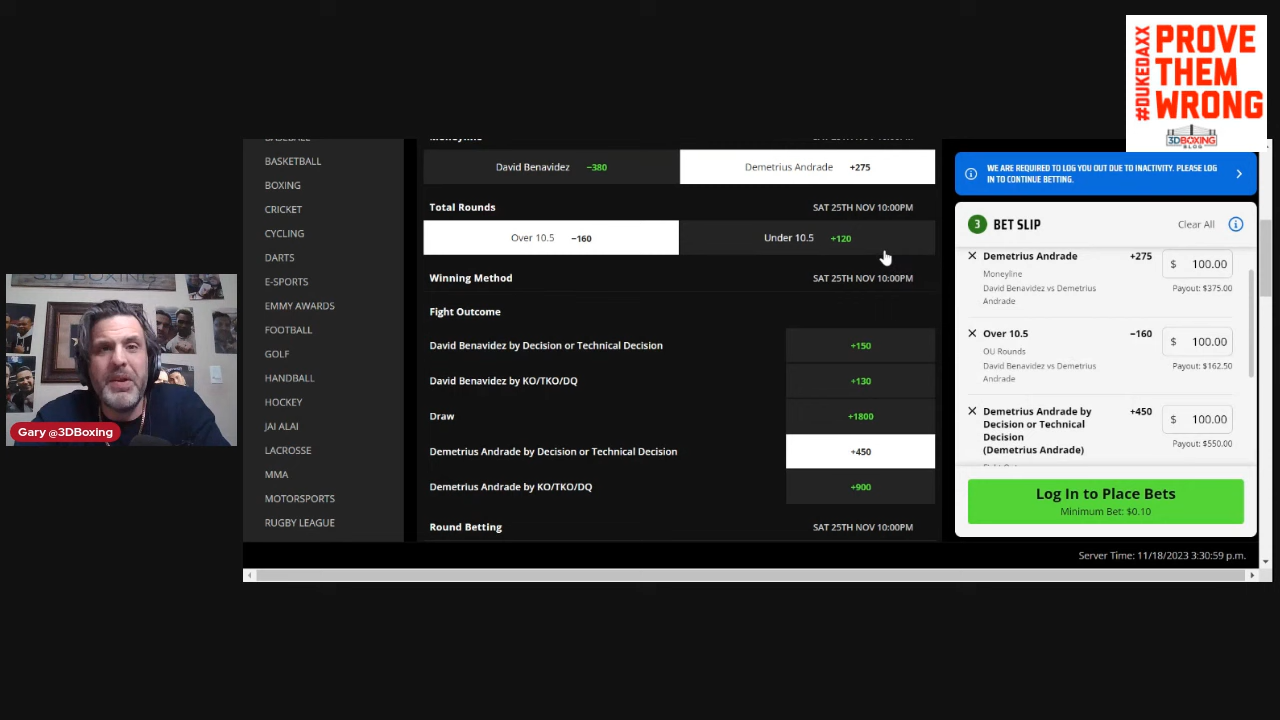 #DUKEDAXX
PROVE
THEM
WRONG
3DBOXING
BLOG
BASKETBALL
BOXING
CRICKET
CYCLING
DARTS
E-SPORTS
EMMY AWARDS
FOOTBALL
GOLF
HANDBALL
HOCKEY
JAI ALAI
LACROSSE
MMA
MOTORSPORTS
RUGBY LEAGUE
David Benavidez −380 Demetrius Andrade +275
Total Rounds SAT 25TH NOV 10:00PM
Over 10.5 −160 Under 10.5 +120
Winning Method SAT 25TH NOV 10:00PM
Fight Outcome
David Benavidez by Decision or Technical Decision +150
David Benavidez by KO/TKO/DQ +130
Draw +1800
Demetrius Andrade by Decision or Technical Decision +450
Demetrius Andrade by KO/TKO/DQ +900
Round Betting SAT 25TH NOV 10:00PM
WE ARE REQUIRED TO LOG YOU OUT DUE TO INACTIVITY. PLEASE LOG
IN TO CONTINUE BETTING.
3 BET SLIP Clear All
Demetrius Andrade +275 $ 100.00
Moneyline
Payout: $375.00
David Benavidez vs Demetrius
Andrade
Over 10.5 −160 $ 100.00
OU Rounds
Payout: $162.50
David Benavidez vs Demetrius
Andrade
Demetrius Andrade by +450 $ 100.00
Decision or Technical
Decision
Payout: $550.00
(Demetrius Andrade)
Log In to Place Bets
Minimum Bet: $0.10
Server Time: 11/18/2023 3:30:59 p.m.
Gary @3DBoxing